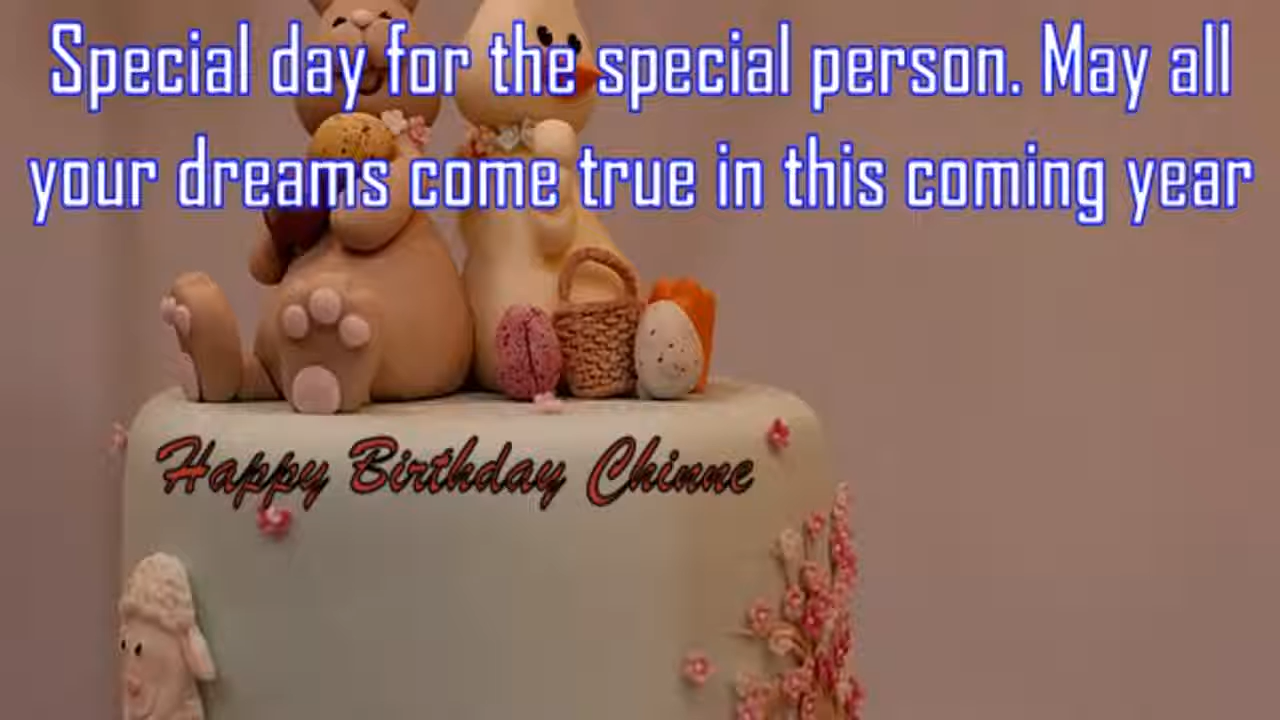 Special day for the special person. May all
your dreams come true in this coming year
Happy Birthday Chinne